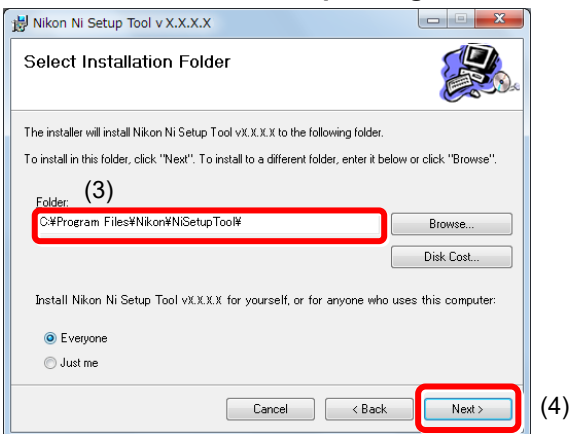 Nikon Ni Setup Tool v X.X.X.X
Select Installation Folder
The installer will install Nikon Ni Setup Tool vX.X.X.X to the following folder.
To install in this folder, click "Next". To install to a different folder, enter it below or click "Browse".
(3)
Folder:
C:¥Program Files¥Nikon¥NiSetupTool¥
Browse...
Disk Cost...
Install Nikon Ni Setup Tool vX.X.X.X for yourself, or for anyone who uses this computer:
Everyone
Just me
Cancel
< Back
Next >
(4)